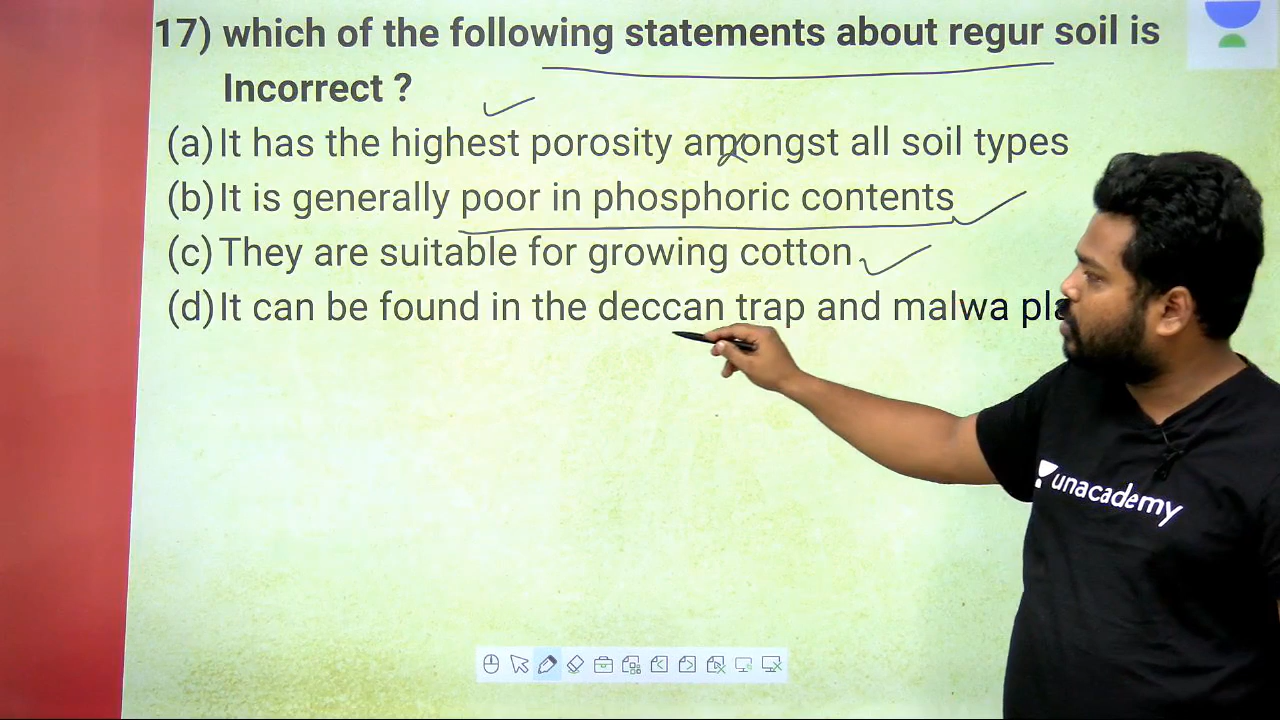 17) which of the following statements about regur soil is
Incorrect ?
(a) It has the highest porosity amongst all soil types
(b) It is generally poor in phosphoric contents
(c) They are suitable for growing cotton
(d) It can be found in the deccan trap and malwa
unacademy